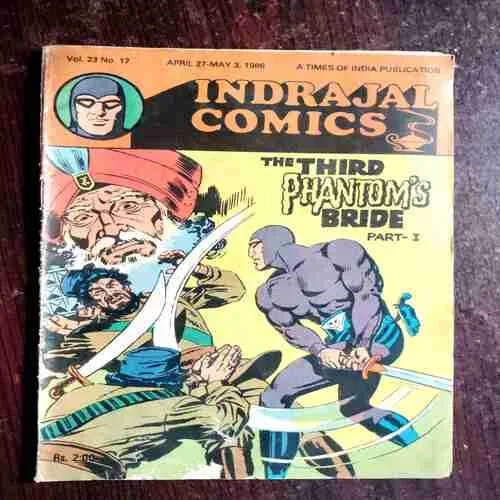 Vol. 23 No. 17
APRIL 27-MAY 3, 1986
A TIMES OF INDIA PUBLICATION
INDRAJAL
COMICS
THE THIRD
PHANTOM'S
BRIDE
PART-I
Rs. 2.00